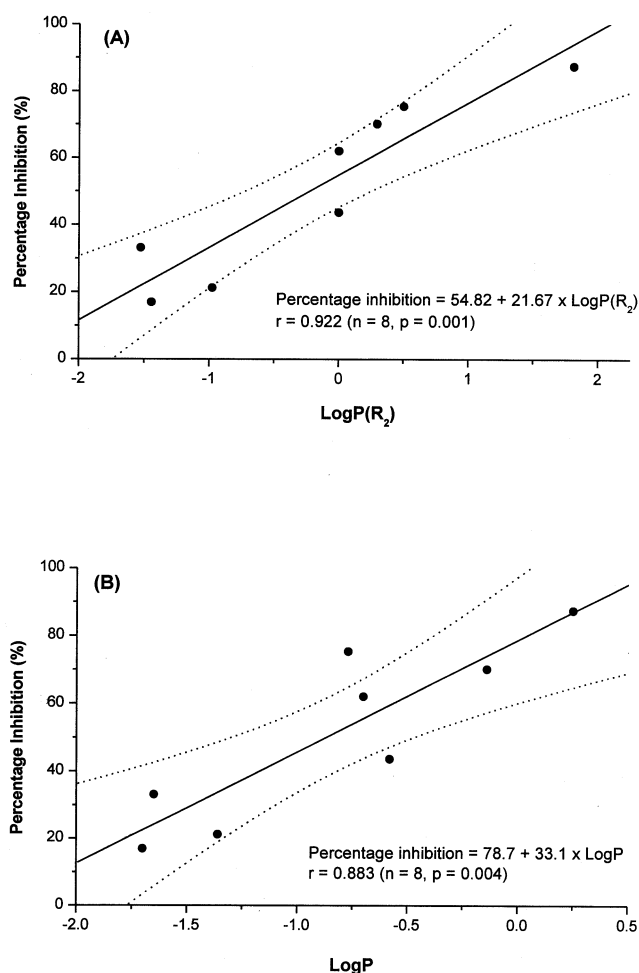 (A)
100
80
60
40
20
0
Percentage Inhibition (%)
Percentage inhibition = 54.82 + 21.67 x LogP(R2)
r = 0.922 (n = 8, p = 0.001)
-2
-1
0
1
2
LogP(R2)
(B)
100
80
60
40
20
0
Percentage Inhibition (%)
Percentage inhibition = 78.7 + 33.1 x LogP
r = 0.883 (n = 8, p = 0.004)
-2.0
-1.5
-1.0
-0.5
0.0
0.5
LogP